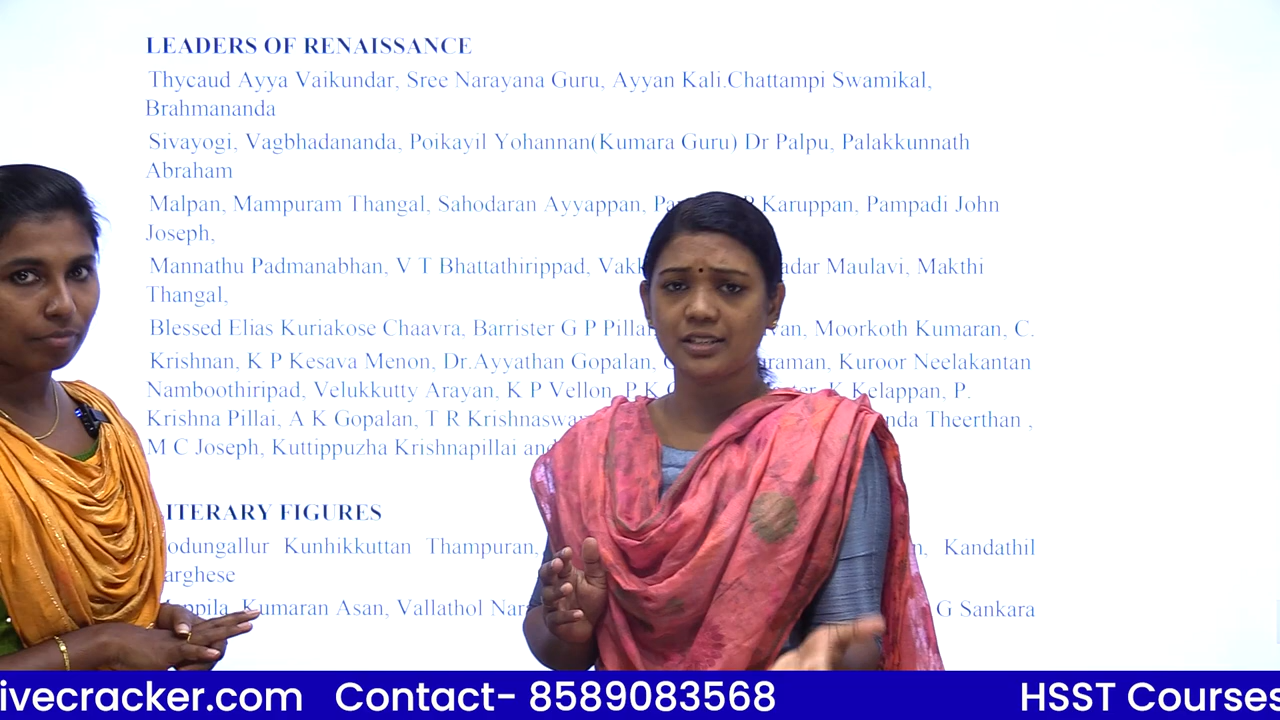 LEADERS OF RENAISSANCE
Thycaud Ayya Vaikundar, Sree Narayana Guru, Ayyan Kali.Chattampi Swamikal,
Brahmananda
Sivayogi, Vagbhadananda, Poikayil Yohannan(Kumara Guru) Dr Palpu, Palakkunnath
Abraham
Malpan, Mampuram Thangal, Sahodaran Ayyappan, P Karuppan, Pampadi John
Joseph,
Mannathu Padmanabhan, V T Bhattathirippad, Maulavi, Makthi
Thangal,
Blessed Elias Kuriakose Chaavra, Barrister G P Moorkoth Kumaran, C.
Krishnan, K P Kesava Menon, Dr.Ayyathan Gopalan, Kuroor Neelakantan
Namboothiripad, Velukkutty Arayan, K P Vellon, P K K Kelappan, P.
Krishna Pillai, A K Gopalan, T R Theerthan ,
M C Joseph, Kuttippuzha Krishnapillai
LITERARY FIGURES
Kunhikkuttan Thampuran, Kandathil
Kumaran Asan, Vallathol G Sankara
ivecracker.com Contact- 8589083568 HSST Courses